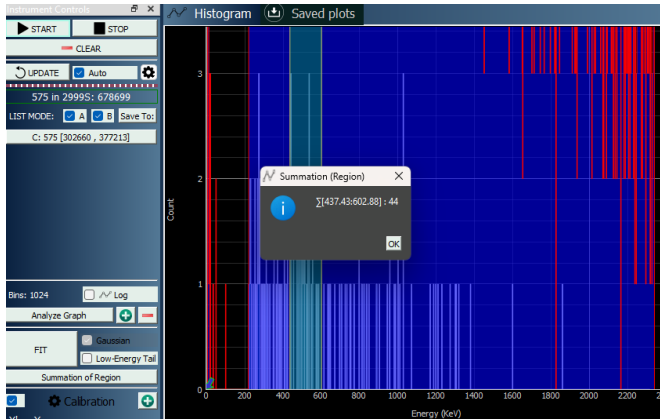 Instrument Controls
START STOP
CLEAR
UPDATE Auto
575 in 2999S: 678699
LIST MODE: A B Save To:
C: 575 [302660 , 377213]
Bins: 1024 Log
Analyze Graph
FIT Gaussian
Low-Energy Tail
Summation of Region
Calibration
Histogram Saved plots
3
2
1
0
Count
Summation (Region)
∑[437.43:602.88] : 44
OK
0 200 400 600 800 1000 1200 1400 1600 1800 2000 2200 2
Energy (KeV)